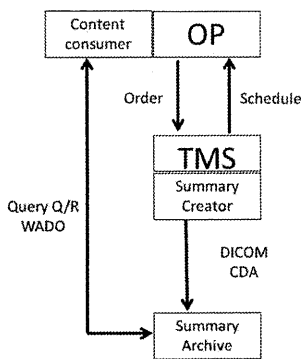 Content
consumer
OP
Order
Schedule
TMS
Summary
Creator
Query Q/R
WADO
DICOM
CDA
Summary
Archive